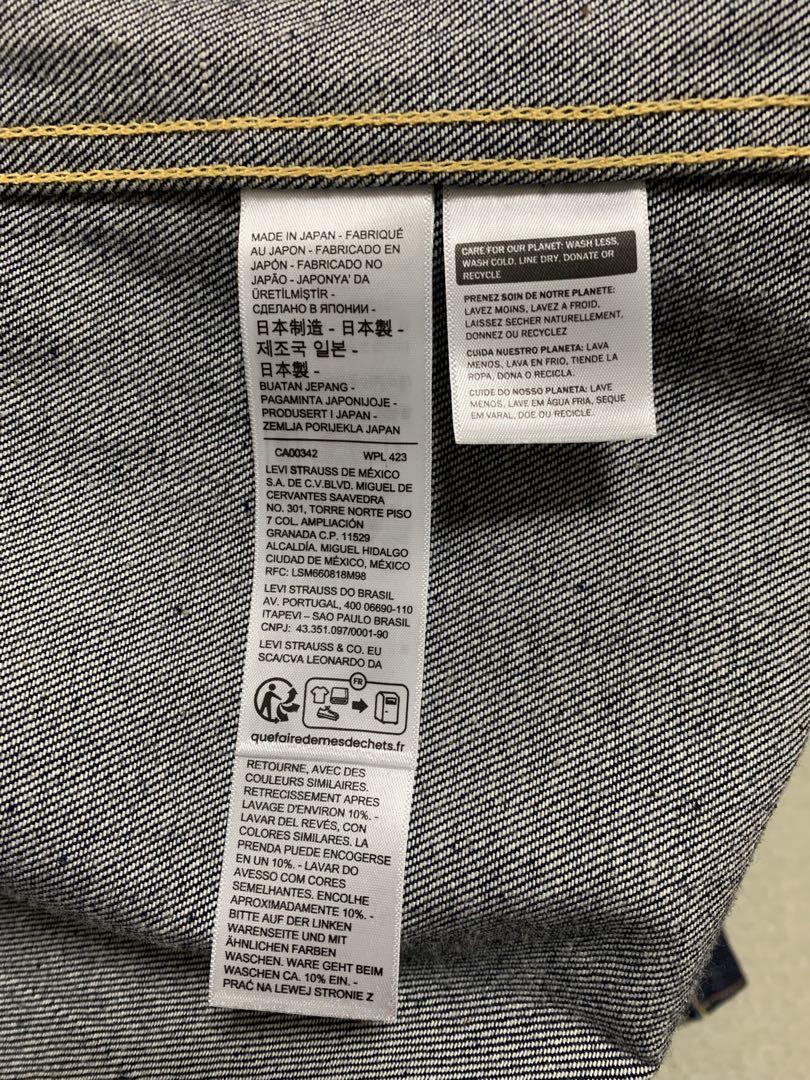 MADE IN JAPAN - FABRIQUÉ
AU JAPON - FABRICADO EN
JAPÓN - FABRICADO NO
JAPÃO - JAPONYA' DA
ÜRETİLMİŞTİR -
СДЕЛАНО В ЯПОНИИ -
日本制造 - 日本製 -
제조국 일본 -
日本製 -
BUATAN JEPANG -
PAGAMINTA JAPONIJOJE -
PRODUSERT I JAPAN -
ZEMLJA PORIJEKLA JAPAN
CA00342 WPL 423
LEVI STRAUSS DE MÉXICO
S.A. DE C.V.BLVD. MIGUEL DE
CERVANTES SAAVEDRA
NO. 301, TORRE NORTE PISO
7 COL. AMPLIACIÓN
GRANADA C.P. 11529
ALCALDÍA. MIGUEL HIDALGO
CIUDAD DE MÉXICO, MÉXICO
RFC: LSM660818M98
LEVI STRAUSS DO BRASIL
AV. PORTUGAL, 400 06690-110
ITAPEVI – SAO PAULO BRASIL
CNPJ: 43.351.097/0001-90
LEVI STRAUSS & CO. EU
SCA/CVA LEONARDO DA
FR
quefairedemesdechets.fr
RETOURNE, AVEC DES
COULEURS SIMILAIRES.
RETRECISSEMENT APRES
LAVAGE D'ENVIRON 10%. -
LAVAR DEL REVÉS, CON
COLORES SIMILARES. LA
PRENDA PUEDE ENCOGERSE
EN UN 10%. - LAVAR DO
AVESSO COM CORES
SEMELHANTES. ENCOLHE
APROXIMADAMENTE 10%. -
BITTE AUF DER LINKEN
WARENSEITE UND MIT
ÄHNLICHEN FARBEN
WASCHEN. WARE GEHT BEIM
WASCHEN CA. 10% EIN. -
PRAĆ NA LEWEJ STRONIE Z
CARE FOR OUR PLANET: WASH LESS,
WASH COLD, LINE DRY, DONATE OR
RECYCLE
PRENEZ SOIN DE NOTRE PLANETE:
LAVEZ MOINS, LAVEZ A FROID,
LAISSEZ SECHER NATURELLEMENT,
DONNEZ OU RECYCLEZ
CUIDA NUESTRO PLANETA: LAVA
MENOS, LAVA EN FRIO, TIENDE LA
ROPA, DONA O RECICLA.
CUIDE DO NOSSO PLANETA: LAVE
MENOS, LAVE EM ÁGUA FRIA, SEQUE
EM VARAL, DOE OU RECICLE.